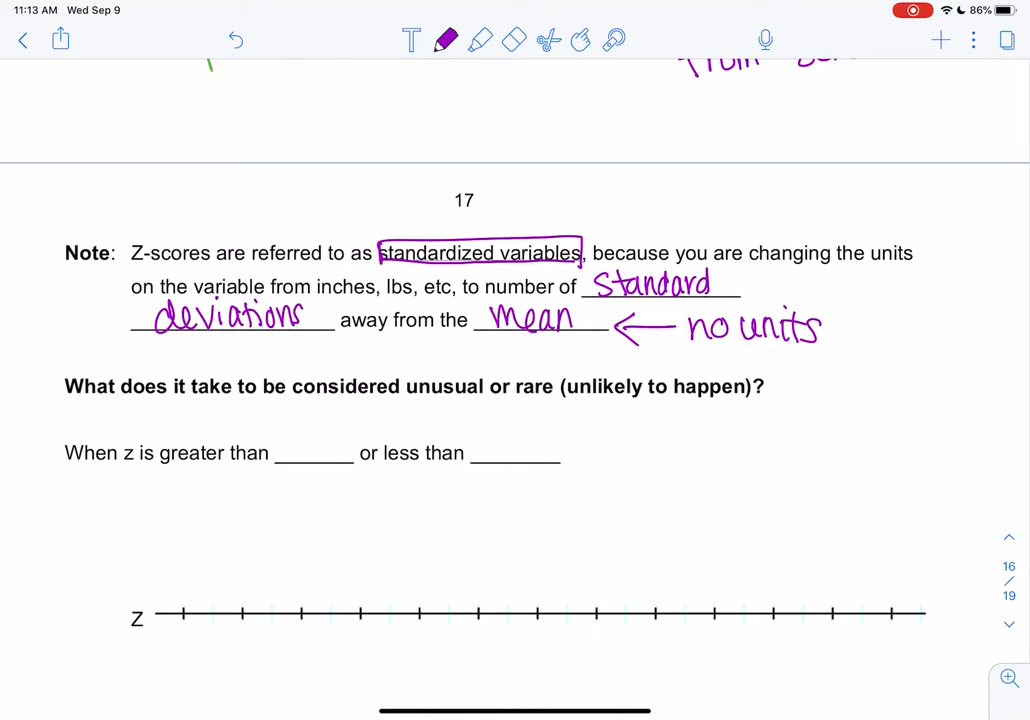 11:13 AM Wed Sep 9
86%
T
from
17
Note: Z-scores are referred to as standardized variables, because you are changing the units
on the variable from inches, lbs, etc, to number of standard
deviations away from the mean ← no units
What does it take to be considered unusual or rare (unlikely to happen)?
When z is greater than _______ or less than ________
16
/
19
Z